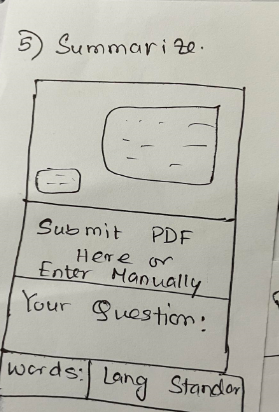 5) Summarize.
Submit PDF
Here or
Enter Manually
Your Question:
words: Lang Standar